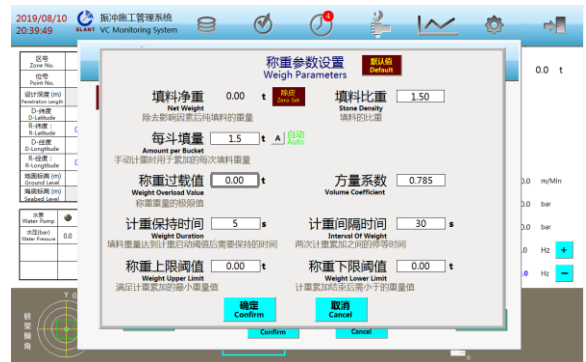 2019/08/10
20:39:49
ELANT
振冲施工管理系统
VC Monitoring System
4
区号
Zone No.
位号
Point No.
设计深度 (m)
Penetration Length
D-纬度
D-Latitude
R-纬度:
R-Latitude
D-经度
D-Longtitude
R-经度:
R-Longtitude
地面标高 (m)
Ground Level
海底标高 (m)
Seabed Level
水泵
Water Pump
水压(bar)
Water Pressure
0.0
桩架偏角
Y
0.0 t
m/Min
bar
bar
Hz +
Hz −
称重参数设置
Weigh Parameters
默认值
Default
填料净重 0.00 t
Net Weight
除去影响因素后纯填料的重量
除皮
Zero Set
填料比重 1.50
Stone Density
填料的比重
每斗填量 1.5 t A 自动
Auto
Amount per Bucket
手动计重时用于累加的每次填料重量
称重过载值 0.00 t
Weight Overload Value
称重重量的极限值
方量系数 0.785
Volume Coefficient
计重保持时间 5 s
Weight Duration
填料重量达到计重启动阈值后需要保持的时间
计重间隔时间 30 s
Interval Of Weight
两次计重累加之间的停等时间
称重上限阈值 0.00 t
Weight Upper Limit
满足计重累加的最小重量值
称重下限阈值 0.00 t
Weight Lower Limit
计重累加结束后需小于的重量值
确定
Confirm
取消
Cancel
Confirm
Cancel